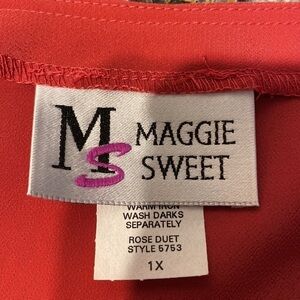 MS MAGGIE
SWEET
WARM IRON
WASH DARKS
SEPARATELY
ROSE DUET
STYLE 5753
1X